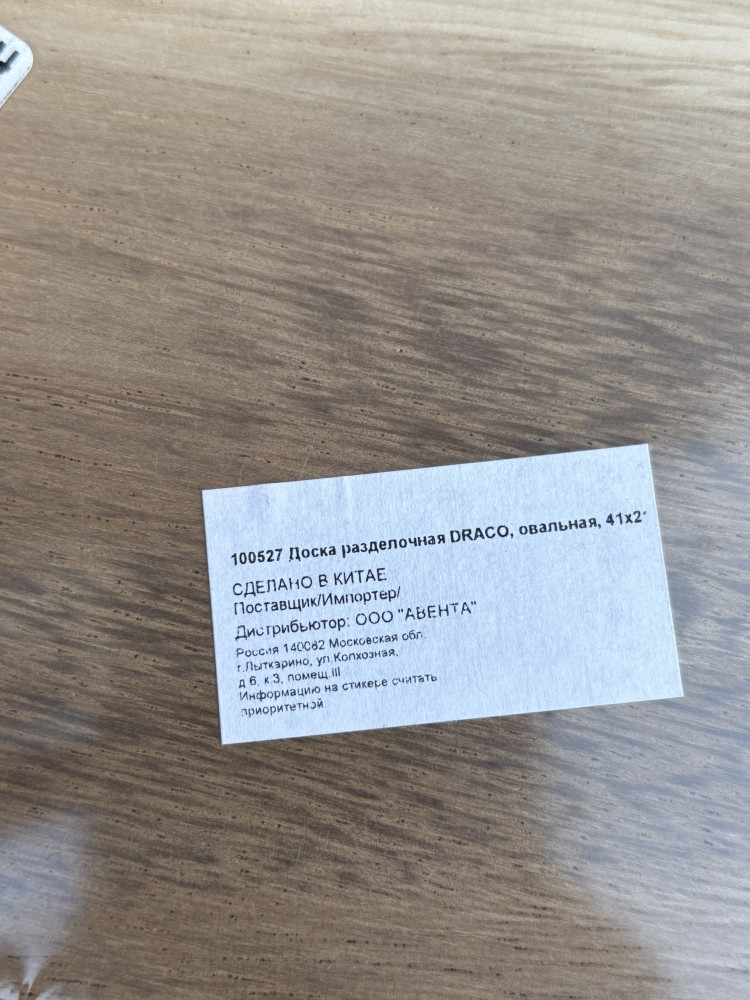 100527 Доска разделочная DRACO, овальная, 41х2
СДЕЛАНО В КИТАЕ
Поставщик/Импортер/
Дистрибьютор: ООО "АВЕНТА"
Россия 140082 Московская обл.
г.Лыткарино, ул.Колхозная,
д.6, к.3, помещ.III
Информацию на стикере считать
приоритетной